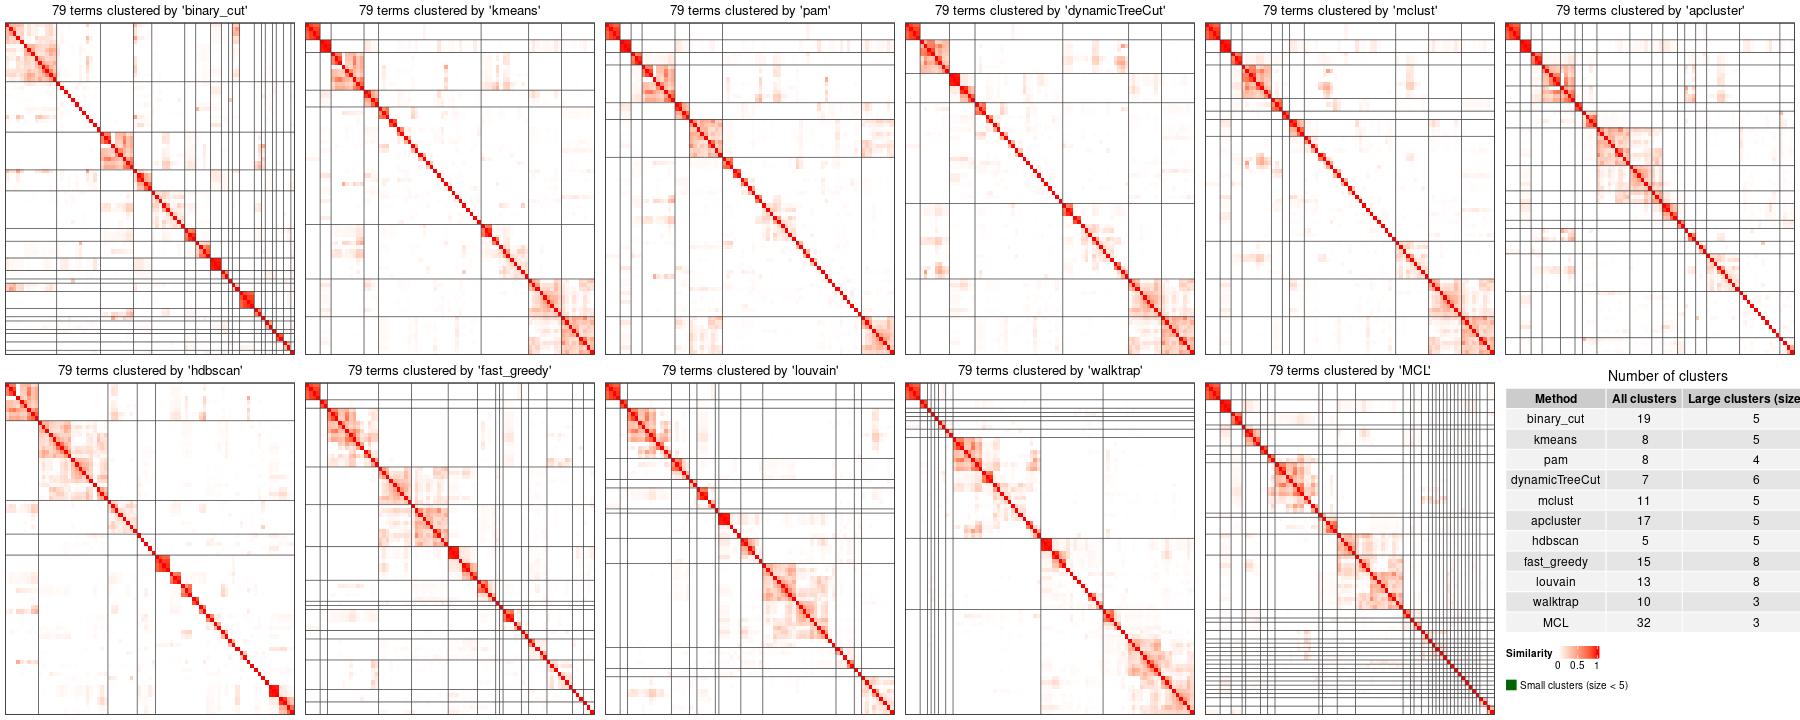 79 terms clustered by 'binary_cut'
79 terms clustered by 'kmeans'
79 terms clustered by 'pam'
79 terms clustered by 'dynamicTreeCut'
79 terms clustered by 'mclust'
79 terms clustered by 'apcluster'
79 terms clustered by 'hdbscan'
79 terms clustered by 'fast_greedy'
79 terms clustered by 'louvain'
79 terms clustered by 'walktrap'
79 terms clustered by 'MCL'
Number of clusters
Method All clusters Large clusters (size
binary_cut 19 5
kmeans 8 5
pam 8 4
dynamicTreeCut 7 6
mclust 11 5
apcluster 17 5
hdbscan 5 5
fast_greedy 15 8
louvain 13 8
walktrap 10 3
MCL 32 3
Similarity
0 0.5 1
Small clusters (size < 5)